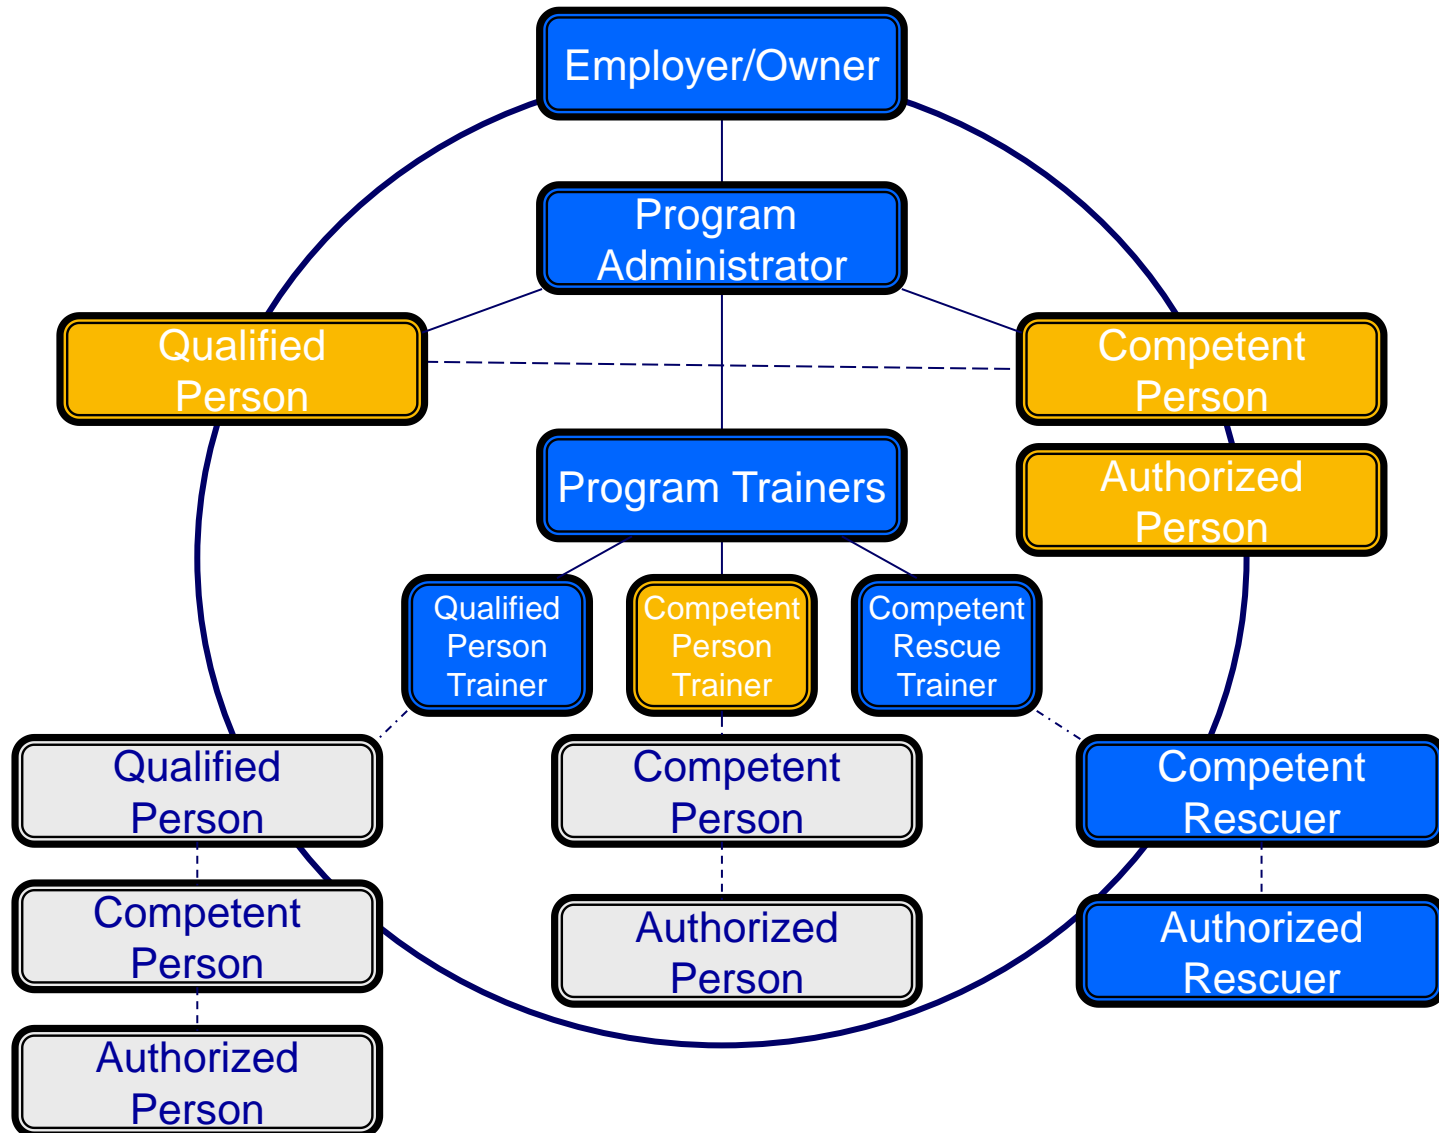 Employer/Owner
Program
Administrator
Qualified
Person
Competent
Person
Program Trainers
Authorized
Person
Qualified
Person
Trainer
Competent
Person
Trainer
Competent
Rescue
Trainer
Qualified
Person
Competent
Person
Competent
Rescuer
Competent
Person
Authorized
Person
Authorized
Rescuer
Authorized
Person